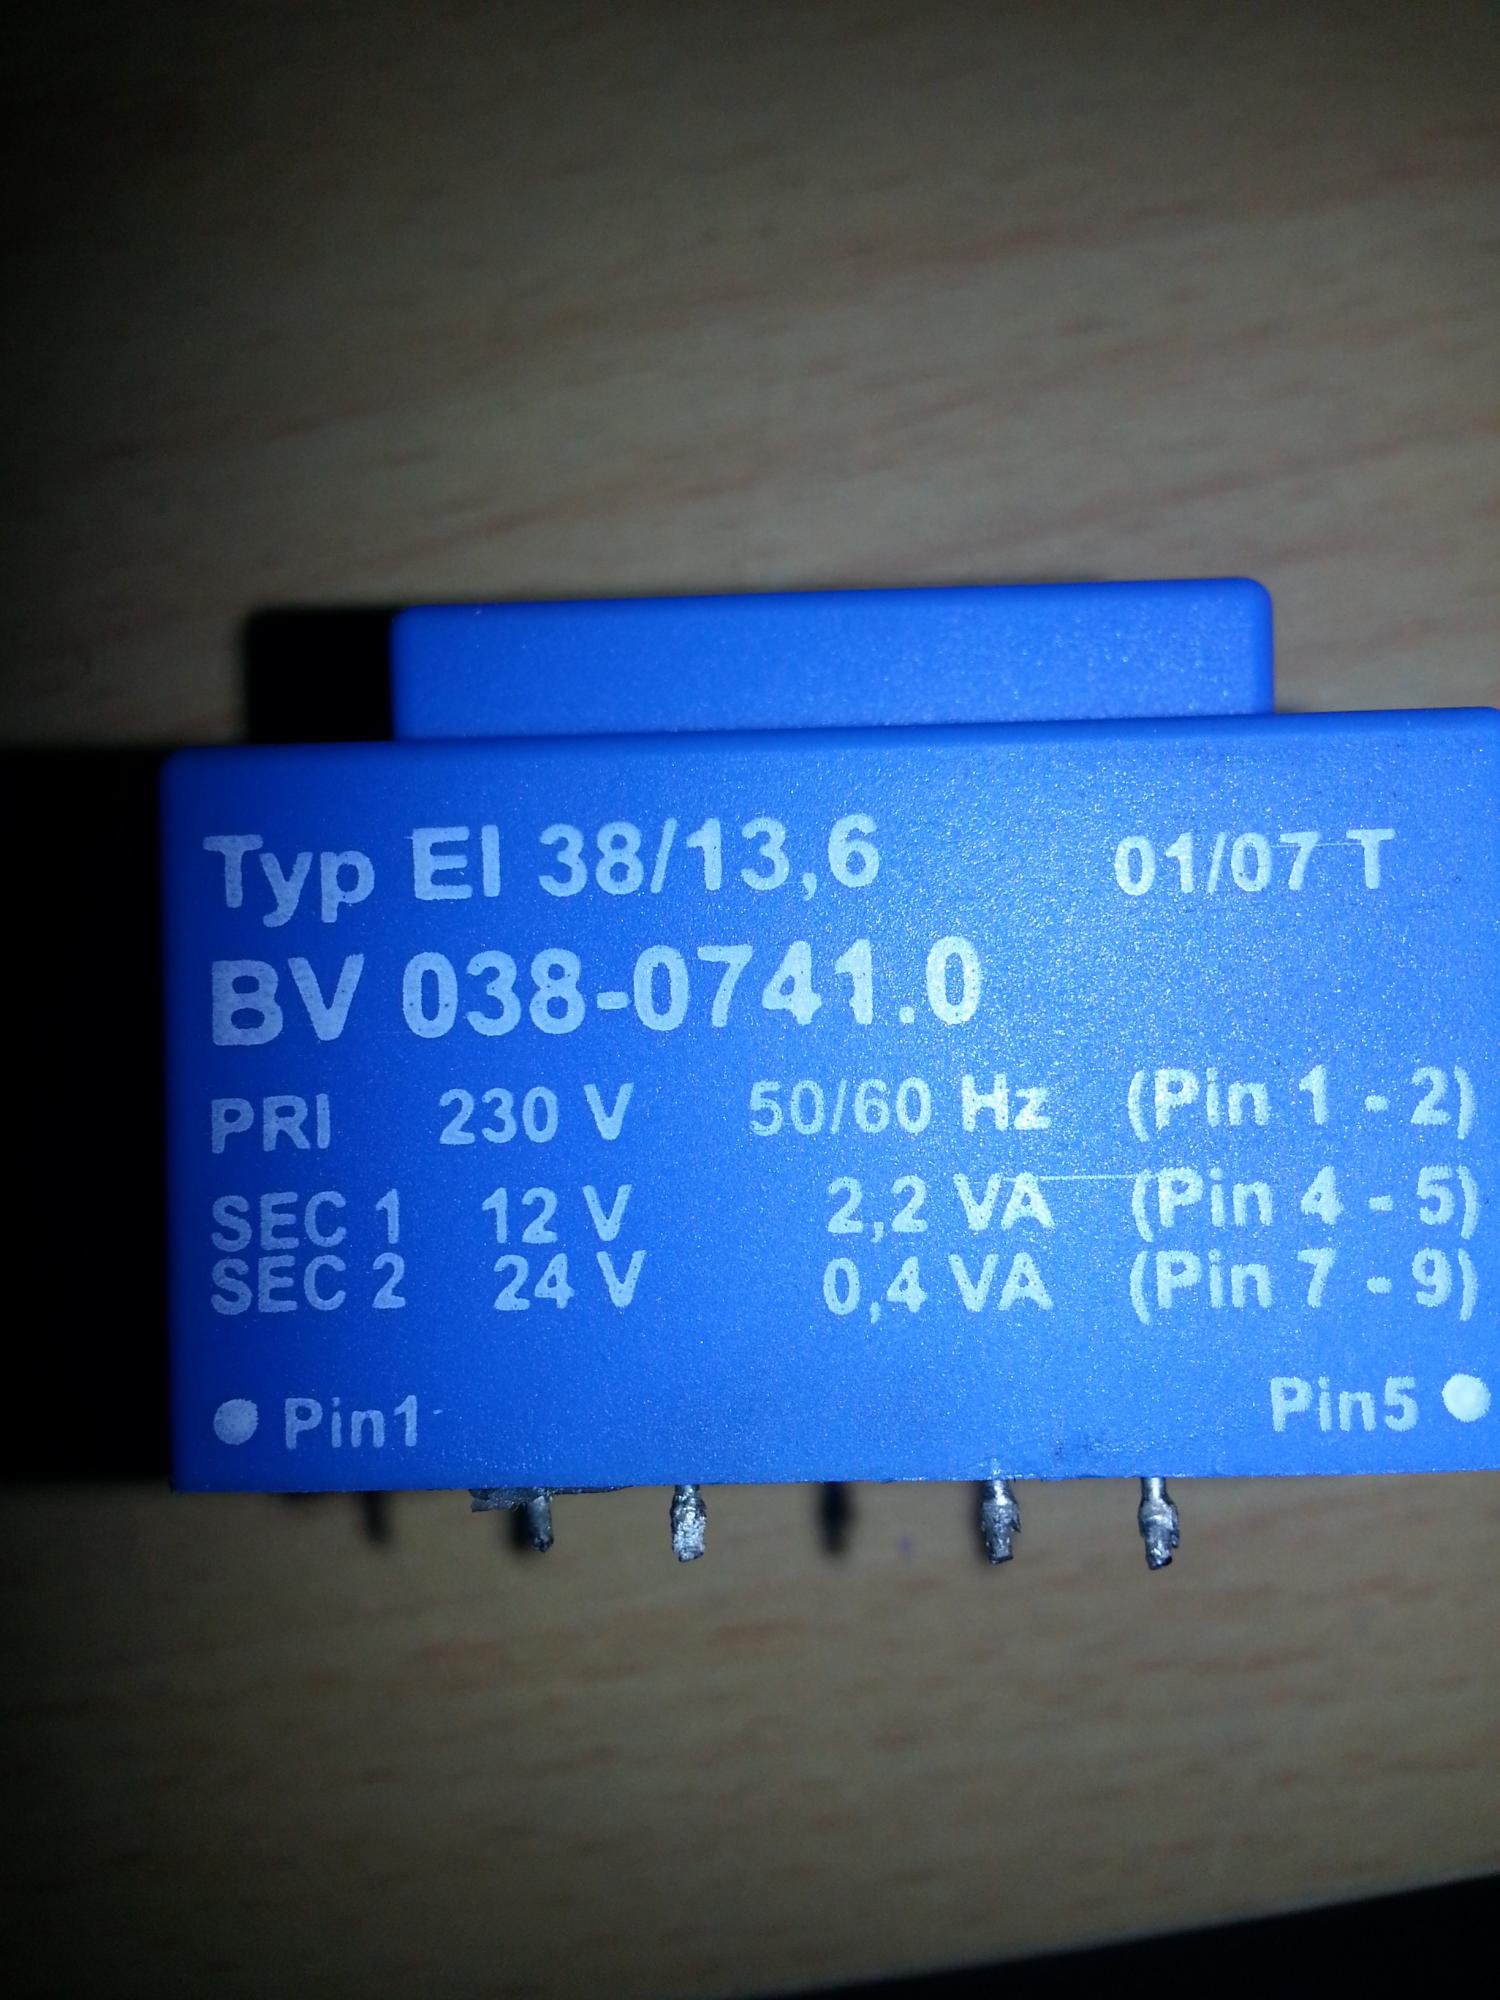 Typ EI 38/13,6 01/07 T
BV 038-0741.0
PRI 230 V 50/60 Hz (Pin 1 - 2)
SEC 1 12 V 2,2 VA (Pin 4 - 5)
SEC 2 24 V 0,4 VA (Pin 7 - 9)
Pin1 Pin5